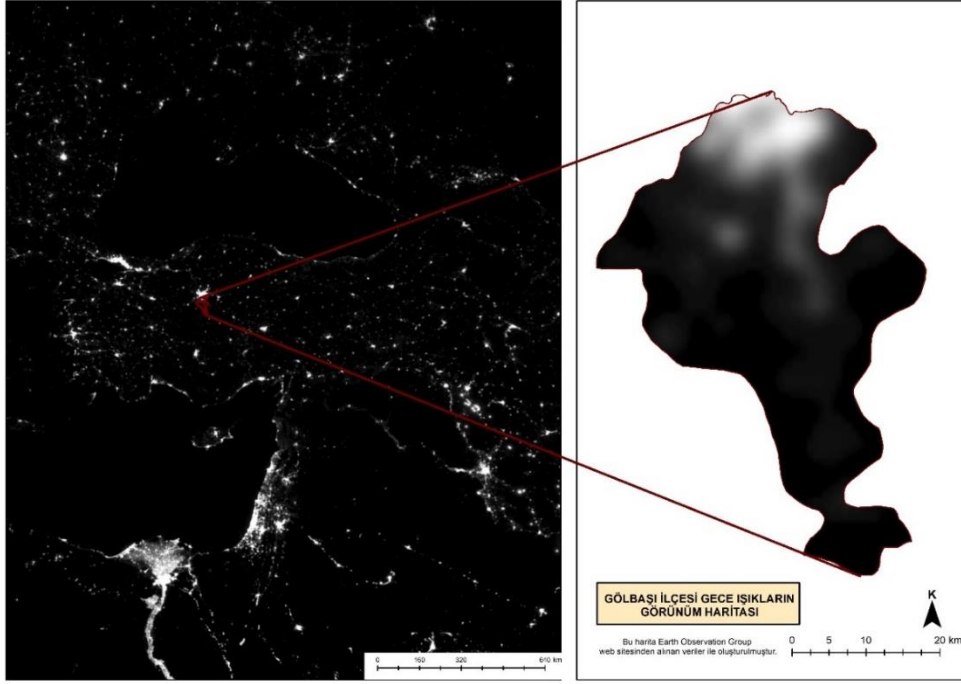 0 160 320 610 km
GÖLBAŞI İLÇESİ GECE IŞIKLARIN
GÖRÜNÜM HARİTASI
Bu harita Earth Observation Group
web sitesinden alınan veriler ile oluşturulmuştur.
K
0 5 10 20 km